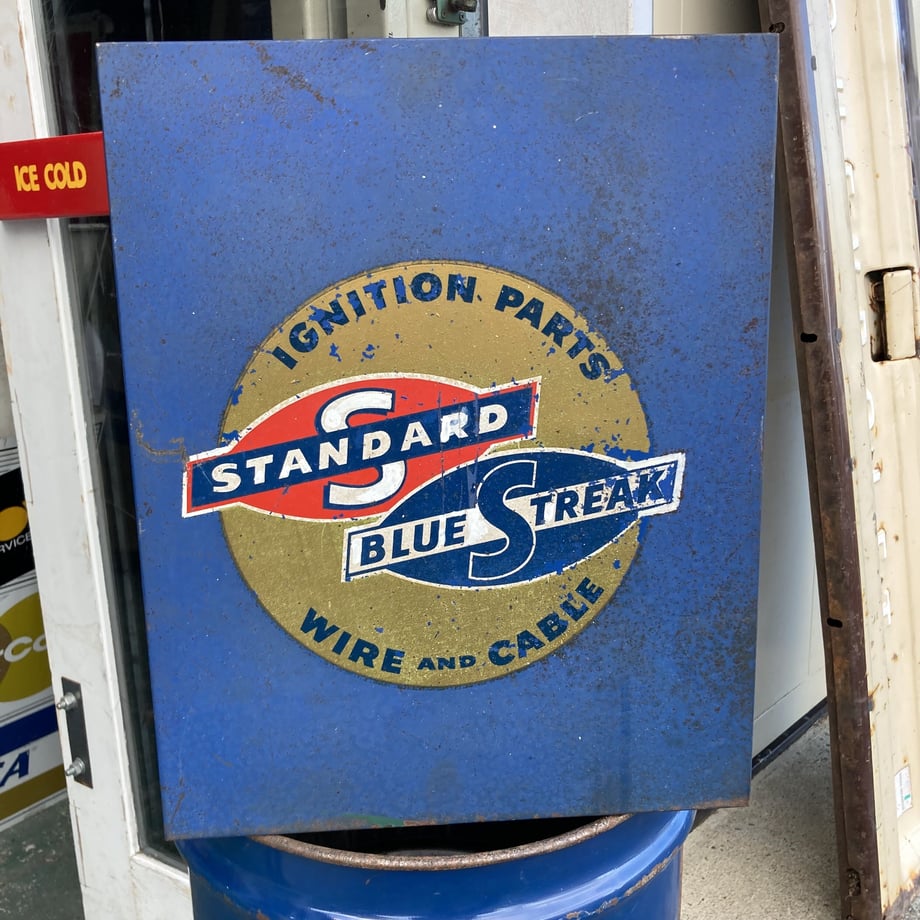 ICE COLD
IGNITION PARTS
S
STANDARD
BLUE STREAK
WIRE AND CABLE